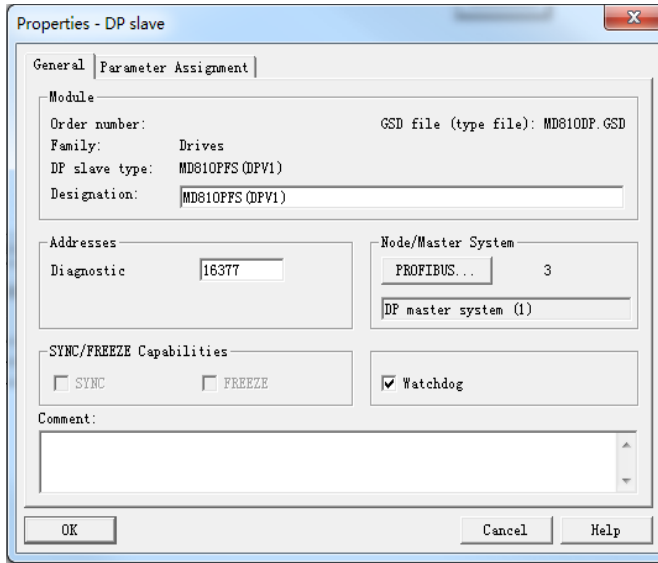 Properties - DP slave
General Parameter Assignment
Module
Order number: GSD file (type file): MD810DP.GSD
Family: Drives
DP slave type: MD810PFS(DPV1)
Designation: MD810PFS(DPV1)
Addresses
Diagnostic 16377
Node/Master System
PROFIBUS... 3
DP master system (1)
SYNC/FREEZE Capabilities
SYNC FREEZE
Watchdog
Comment:
OK Cancel Help